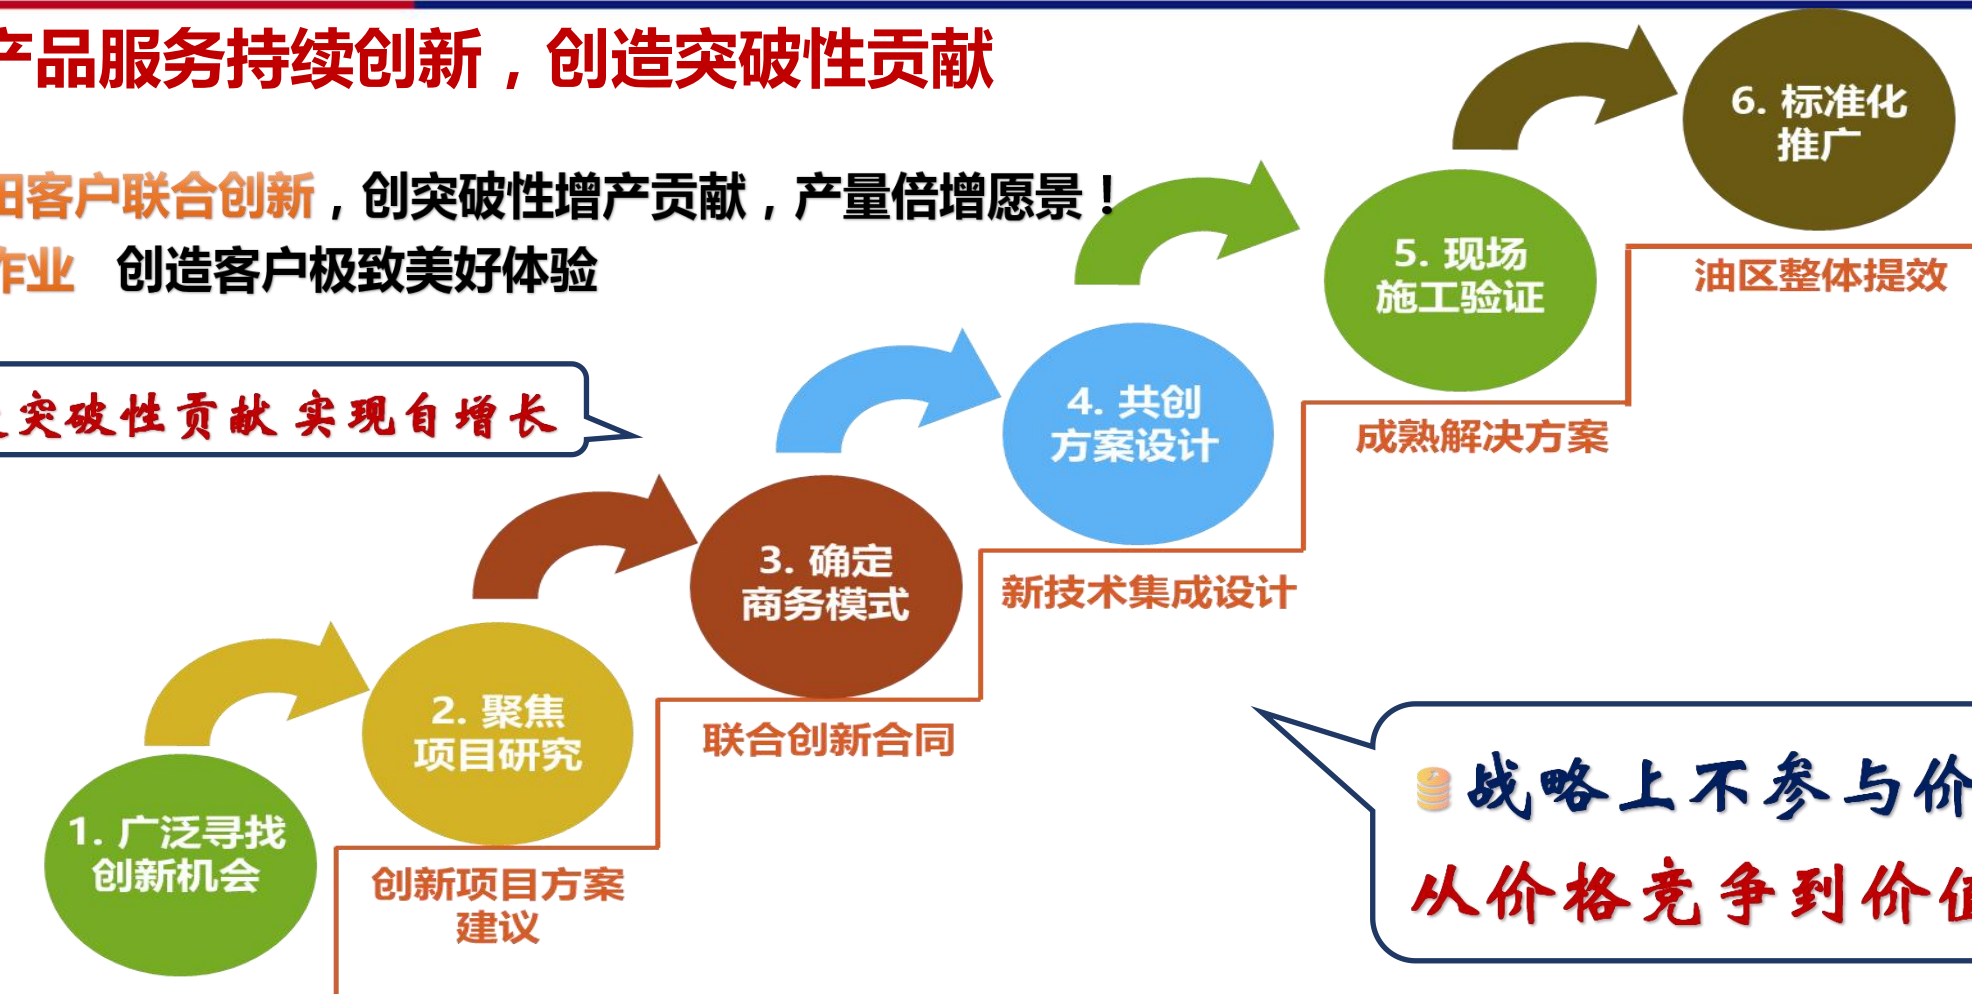 产品服务持续创新，创造突破性贡献
田客户联合创新，创突破性增产贡献，产量倍增愿景！
作业 创造客户极致美好体验
突破性贡献 实现自增长
6. 标准化
推广
油区整体提效
5. 现场
施工验证
成熟解决方案
4. 共创
方案设计
新技术集成设计
3. 确定
商务模式
联合创新合同
2. 聚焦
项目研究
创新项目方案
建议
1. 广泛寻找
创新机会
战略上不参与价
从价格竞争到价值